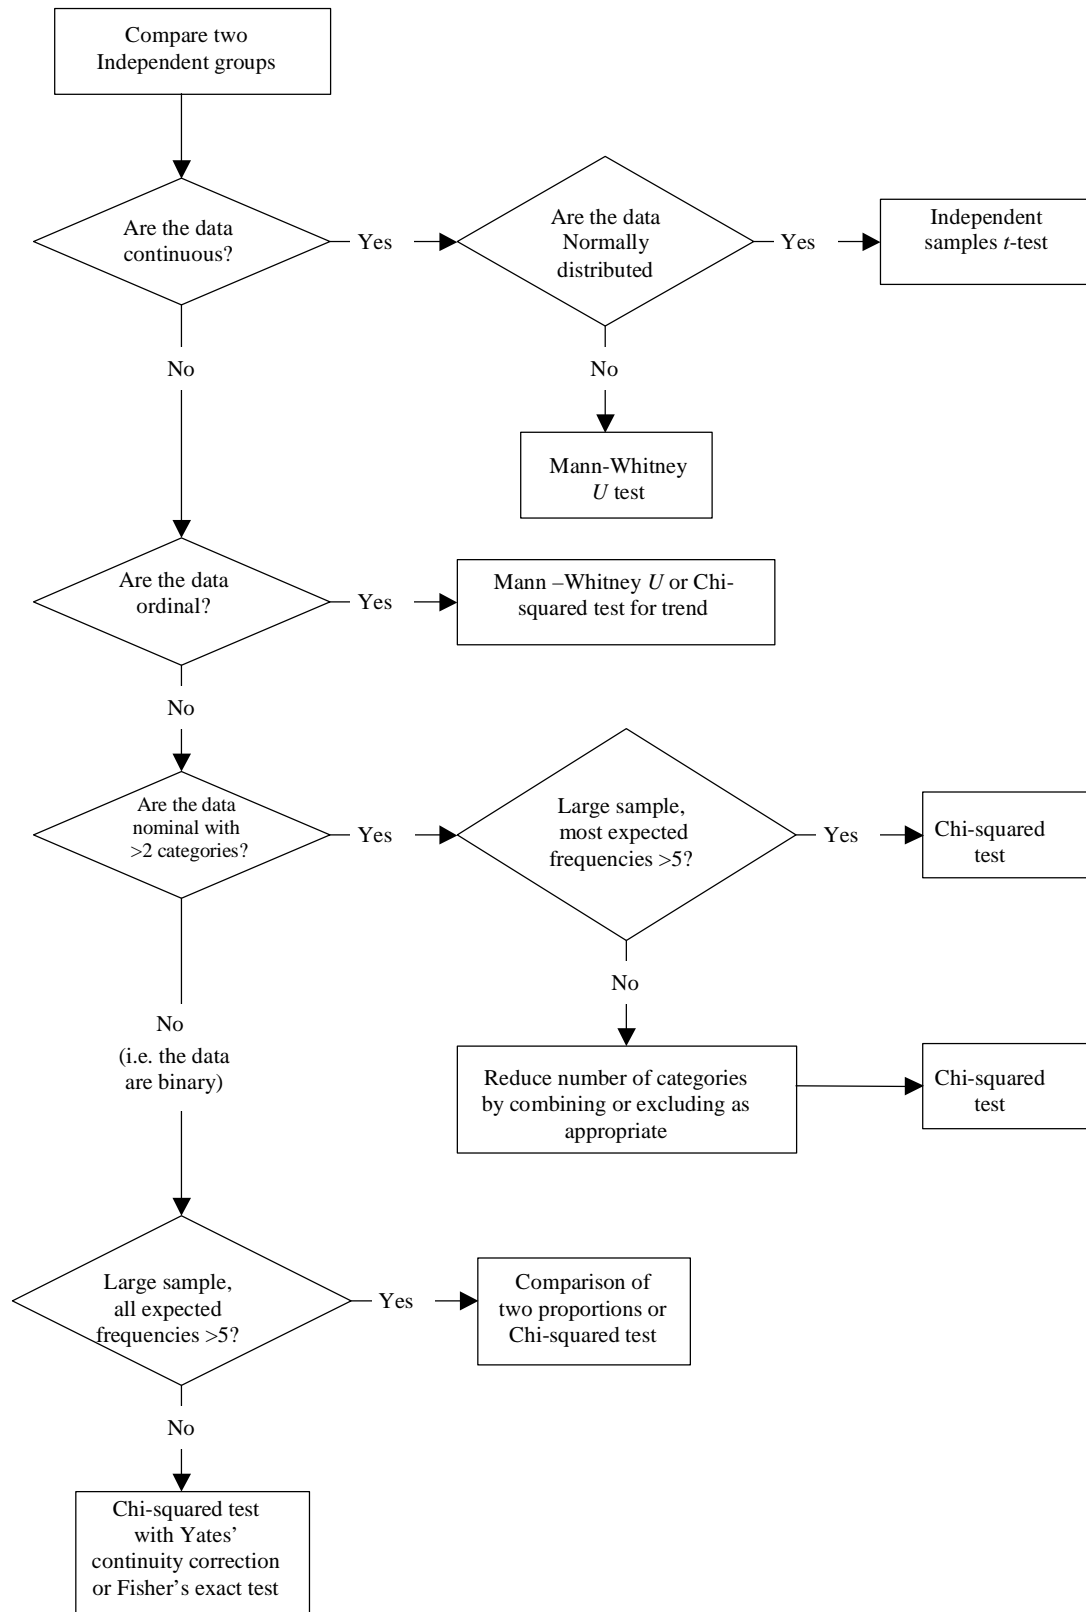 Compare two
Independent groups
Are the data
continuous?
Yes
Are the data
Normally
distributed
Yes
Independent
samples t-test
No
No
Mann-Whitney
U test
Are the data
ordinal?
Yes
Mann –Whitney U or Chi-
squared test for trend
No
Are the data
nominal with
>2 categories?
Yes
Large sample,
most expected
frequencies >5?
Yes
Chi-squared
test
No
No
(i.e. the data
are binary)
Reduce number of categories
by combining or excluding as
appropriate
Chi-squared
test
Large sample,
all expected
frequencies >5?
Yes
Comparison of
two proportions or
Chi-squared test
No
Chi-squared test
with Yates’
continuity correction
or Fisher’s exact test